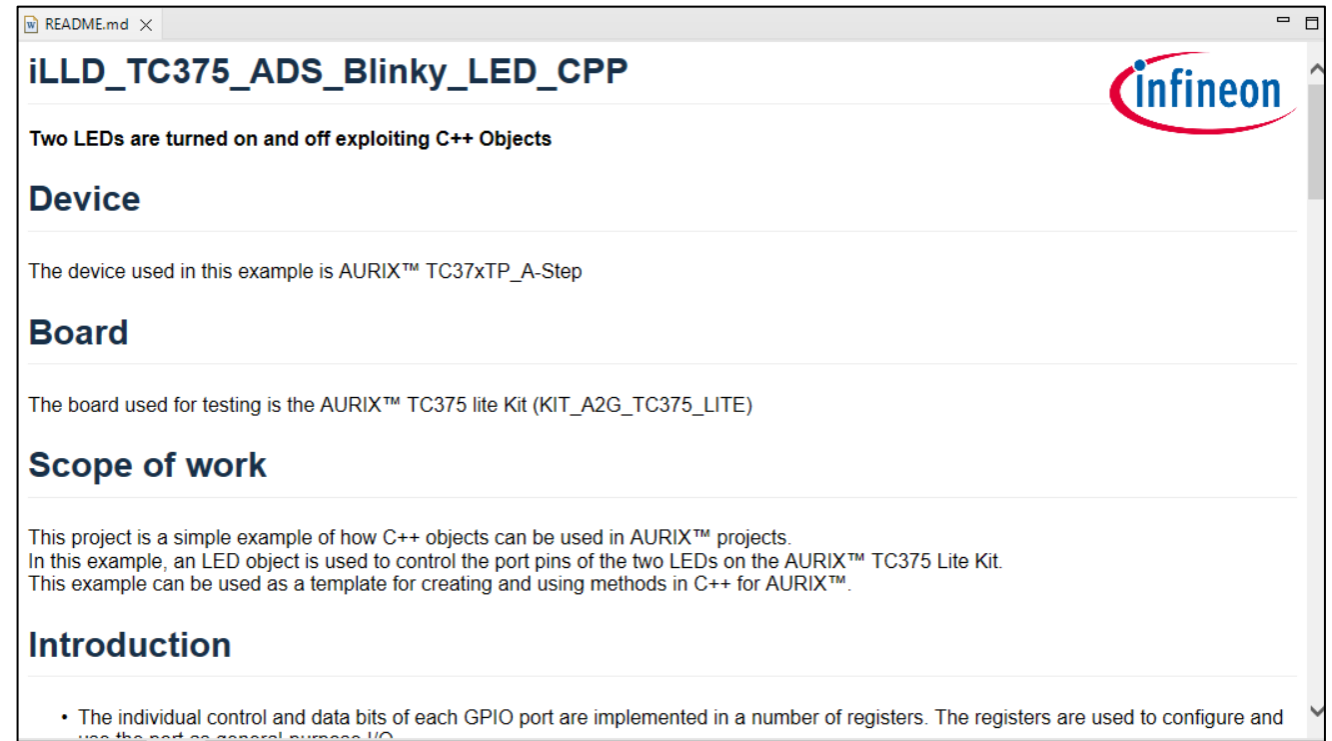 README.md
iLLD_TC375_ADS_Blinky_LED_CPP
infineon
Two LEDs are turned on and off exploiting C++ Objects
Device
The device used in this example is AURIX™ TC37xTP_A-Step
Board
The board used for testing is the AURIX™ TC375 lite Kit (KIT_A2G_TC375_LITE)
Scope of work
This project is a simple example of how C++ objects can be used in AURIX™ projects.
In this example, an LED object is used to control the port pins of the two LEDs on the AURIX™ TC375 Lite Kit.
This example can be used as a template for creating and using methods in C++ for AURIX™.
Introduction
• The individual control and data bits of each GPIO port are implemented in a number of registers. The registers are used to configure and
use the port as general purpose I/O